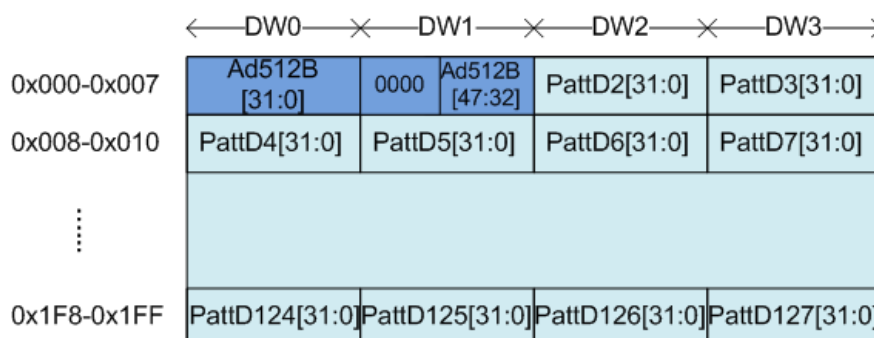 DW0 DW1 DW2 DW3
0x000-0x007 Ad512B [31:0] 0000 Ad512B [47:32] PattD2[31:0] PattD3[31:0]
0x008-0x010 PattD4[31:0] PattD5[31:0] PattD6[31:0] PattD7[31:0]
0x1F8-0x1FF PattD124[31:0] PattD125[31:0] PattD126[31:0] PattD127[31:0]